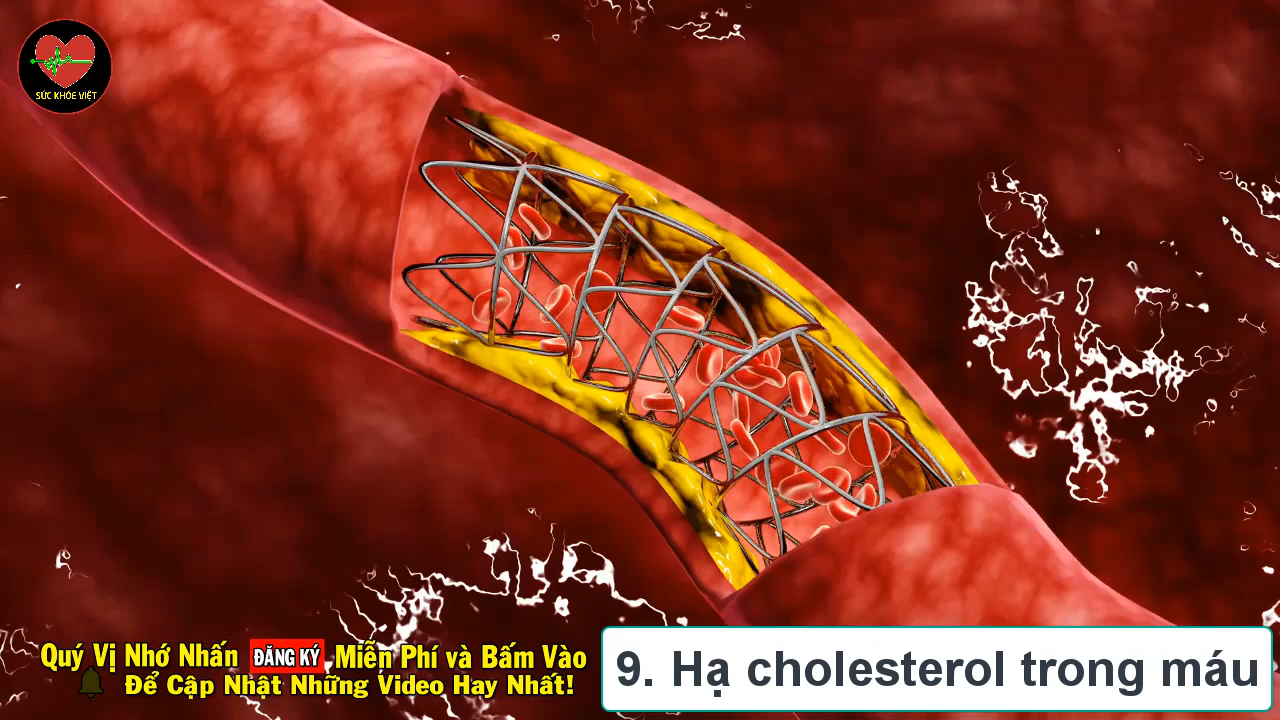 SỨC KHỎE VIỆT
Quý Vị Nhớ Nhấn ĐĂNG KÝ Miễn Phí và Bấm Vào
Để Cập Nhật Những Video Hay Nhất!
9. Hạ cholesterol trong máu